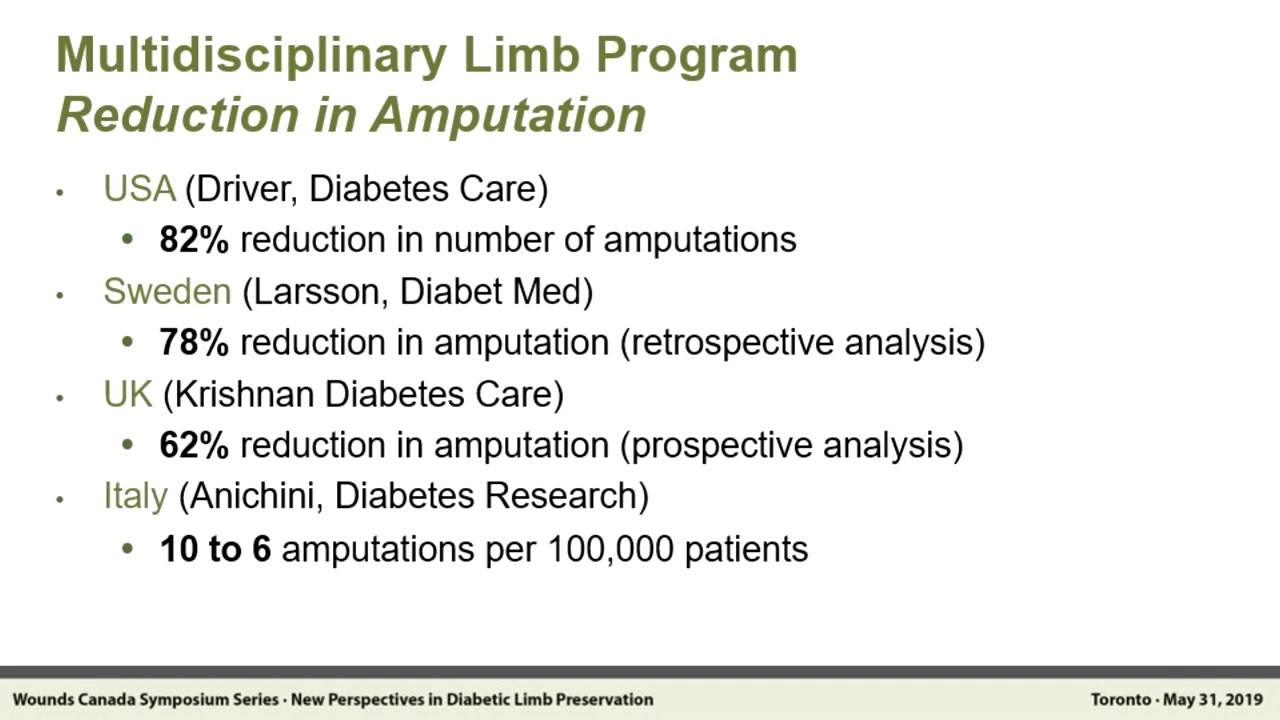 Multidisciplinary Limb Program
Reduction in Amputation
• USA (Driver, Diabetes Care)
• 82% reduction in number of amputations
• Sweden (Larsson, Diabet Med)
• 78% reduction in amputation (retrospective analysis)
• UK (Krishnan Diabetes Care)
• 62% reduction in amputation (prospective analysis)
• Italy (Anichini, Diabetes Research)
• 10 to 6 amputations per 100,000 patients
Wounds Canada Symposium Series · New Perspectives in Diabetic Limb Preservation
Toronto · May 31, 2019